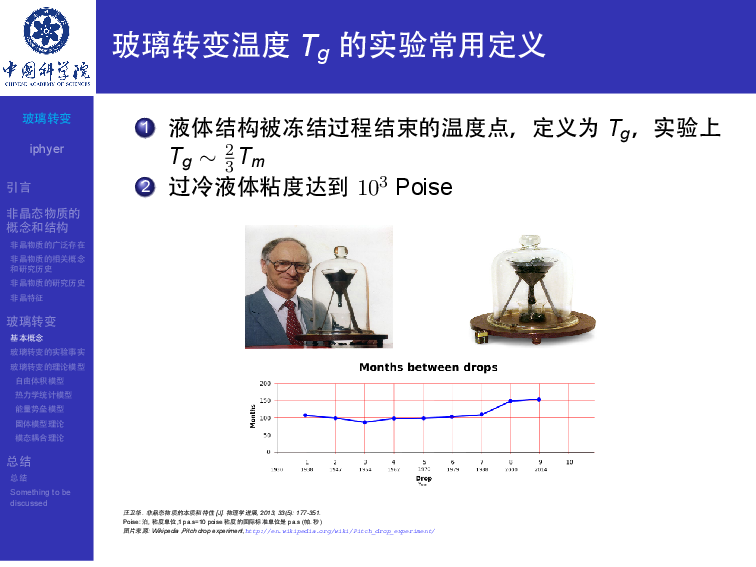 中国科学院
CHINESE ACADEMY OF SCIENCES
玻璃转变温度 Tg 的实验常用定义
玻璃转变
iphyer
引言
非晶态物质的
概念和结构
非晶物质的广泛存在
非晶物质的相关概念
和研究历史
非晶物质的研究历史
非晶特征
玻璃转变
基本概念
玻璃转变的实验事实
玻璃转变的理论模型
自由体积模型
热力学统计模型
能量势垒模型
固体模型理论
模态耦合理论
总结
总结
Something to be
discussed
1 液体结构被冻结过程结束的温度点，定义为 Tg，实验上
Tg ∼ 2/3 Tm
2 过冷液体粘度达到 10³ Poise
Months between drops
200
150
100
50
0
Months
1 2 3 4 5 6 7 8 9 10
1930 1938 1947 1954 1962 1970 1979 1988 2000 2014
Drop
Year
汪卫华. 非晶态物质的本质和特性 [J]. 物理学进展, 2013, 33(5): 177-351.
Poise: 泊, 粘度单位,1 pa.s=10 poise 粘度的国际标准单位是 pa.s (帕.秒 )
图片来源: Wikipedia ,Pitch drop experiment,http://en.wikipedia.org/wiki/Pitch_drop_experiment/